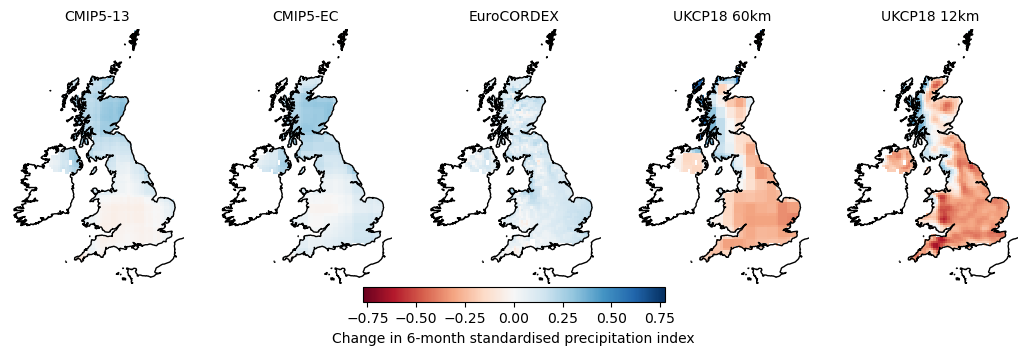 CMIP5-13 CMIP5-EC EuroCORDEX UKCP18 60km UKCP18 12km
−0.75 −0.50 −0.25 0.00 0.25 0.50 0.75
Change in 6-month standardised precipitation index